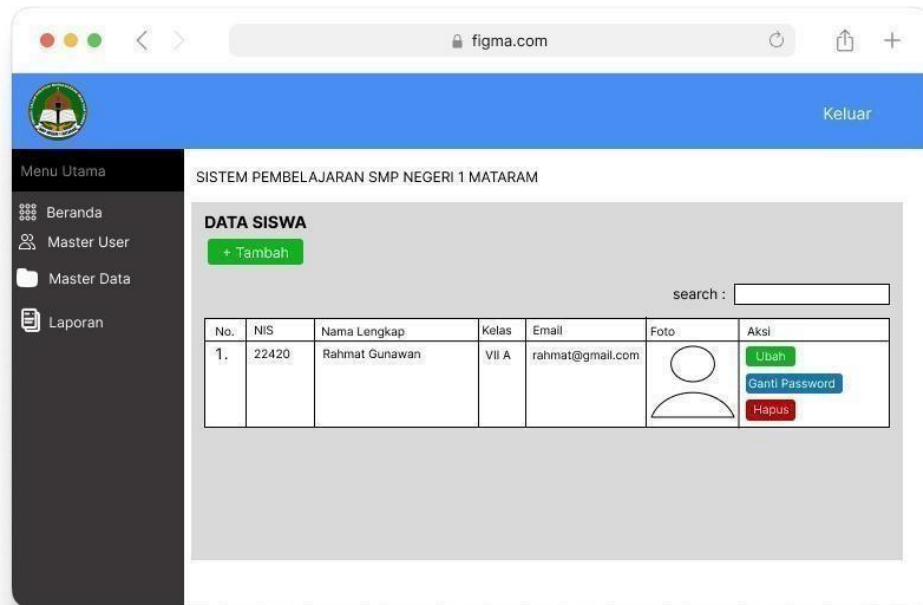 figma.com
Keluar
Menu Utama
Beranda
Master User
Master Data
Laporan
SISTEM PEMBELAJARAN SMP NEGERI 1 MATARAM
DATA SISWA
+ Tambah
search :
No. NIS Nama Lengkap Kelas Email Foto Aksi
1. 22420 Rahmat Gunawan VII A rahmat@gmail.com Ubah
Ganti Password
Hapus